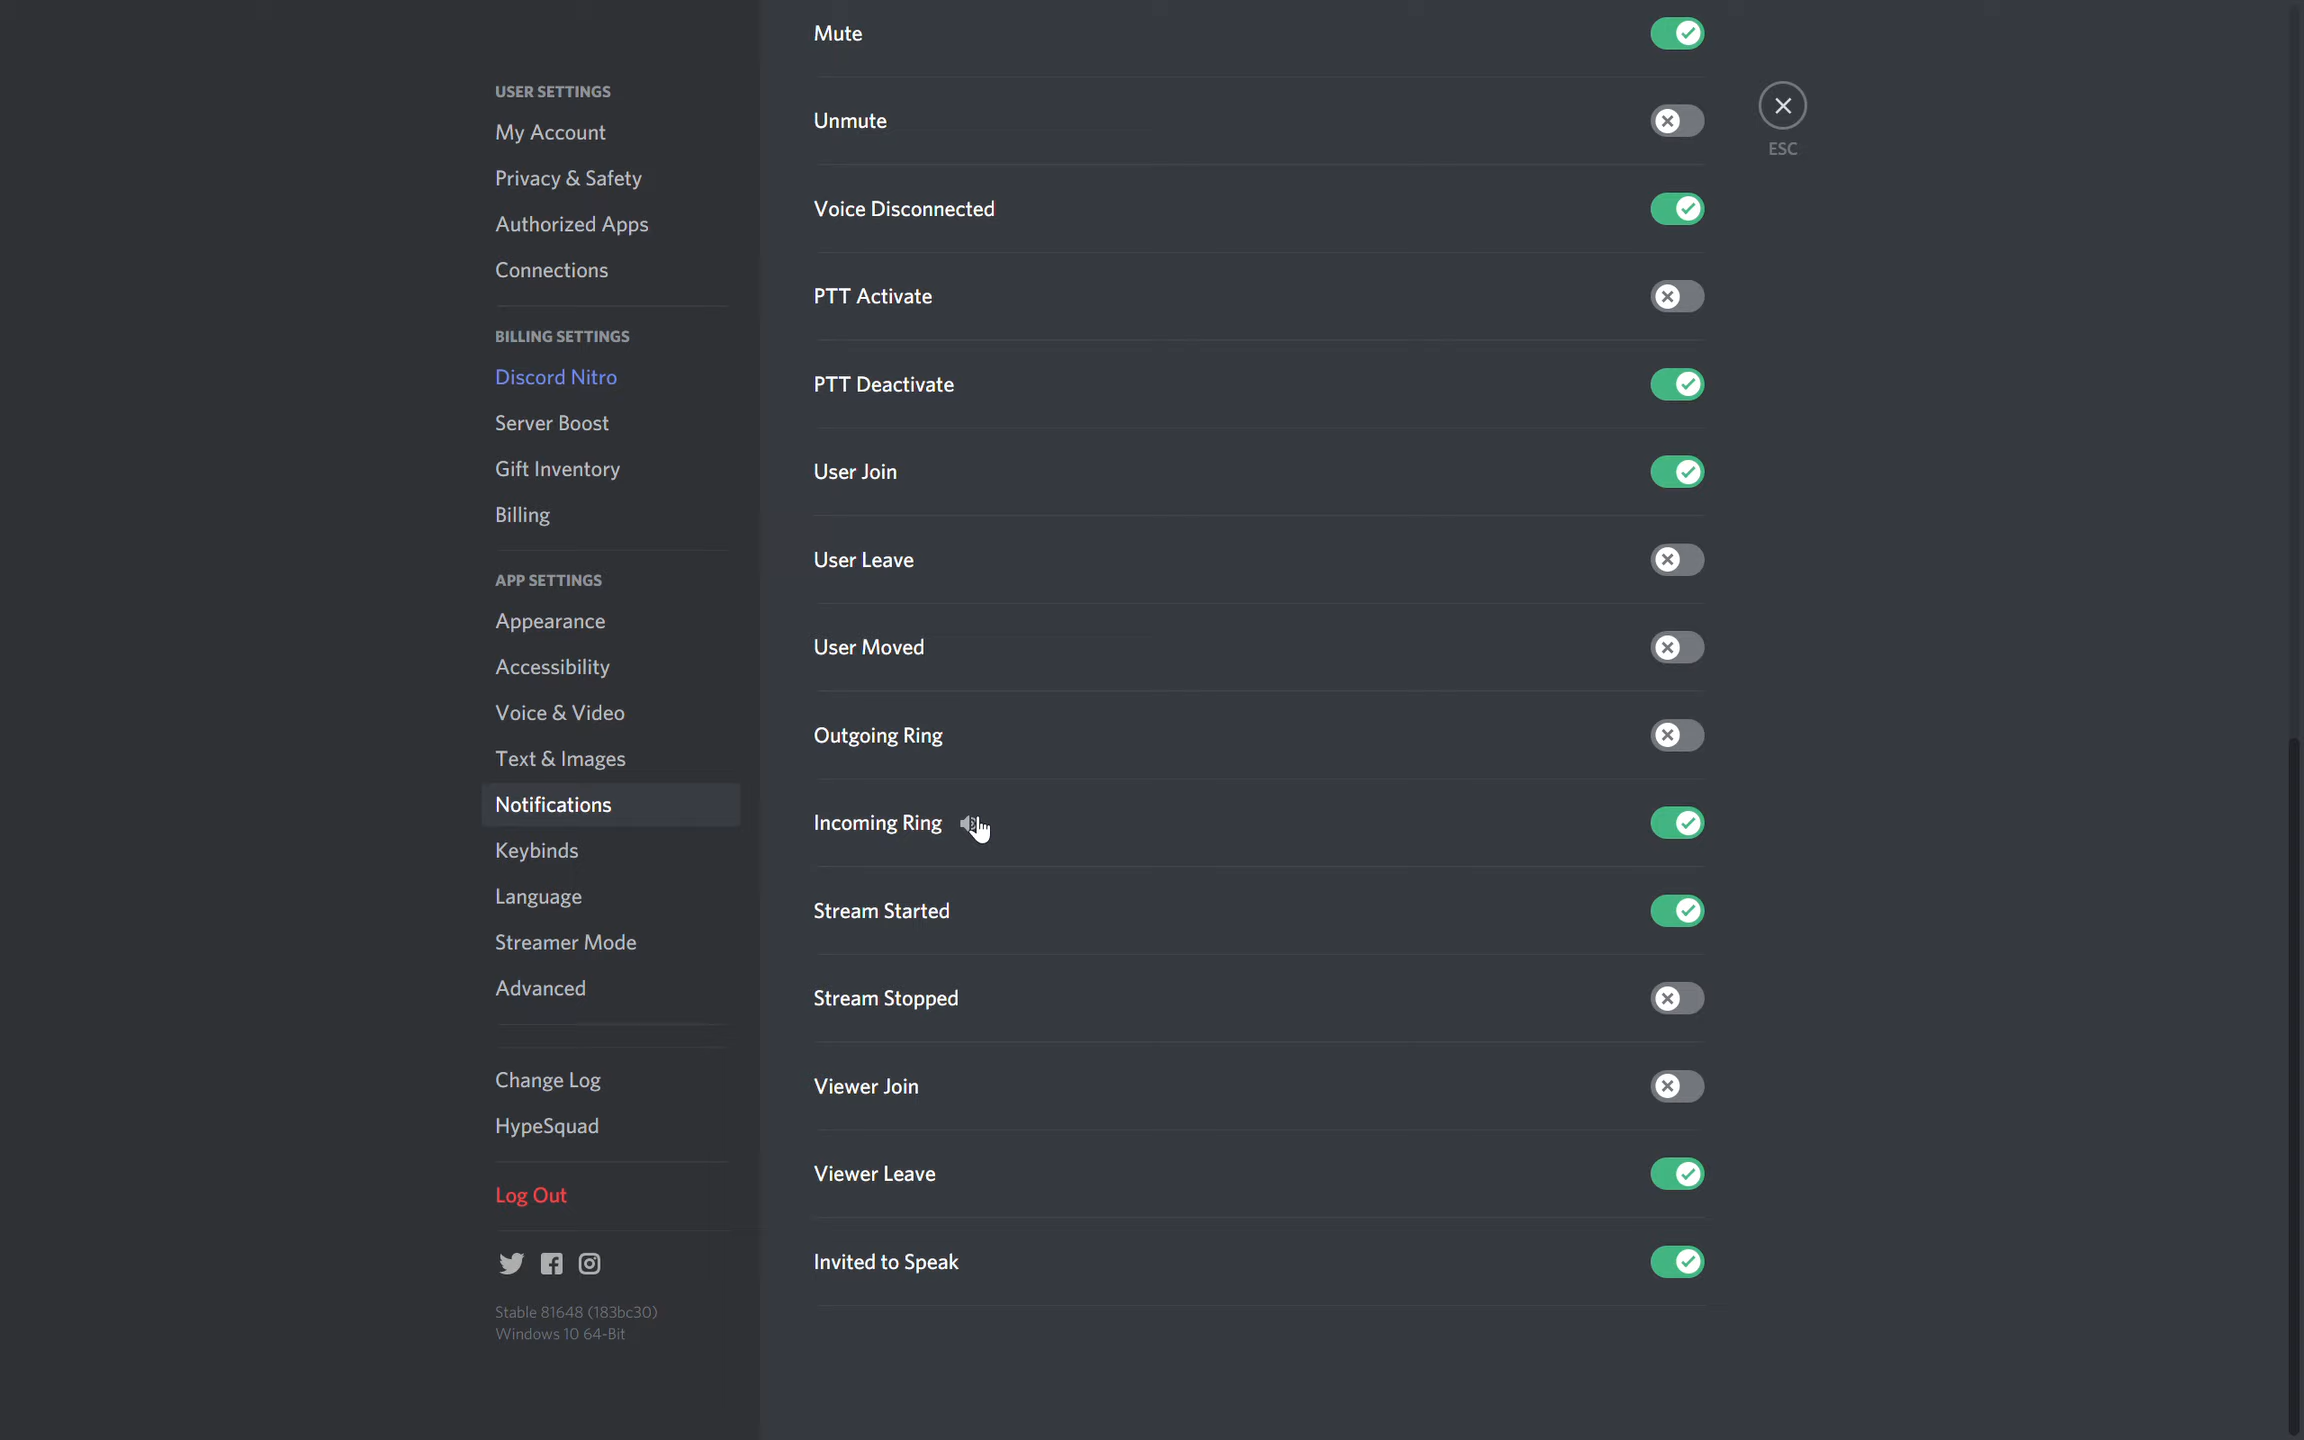 USER SETTINGS
My Account
Privacy & Safety
Authorized Apps
Connections
BILLING SETTINGS
Discord Nitro
Server Boost
Gift Inventory
Billing
APP SETTINGS
Appearance
Accessibility
Voice & Video
Text & Images
Notifications
Keybinds
Language
Streamer Mode
Advanced
Change Log
HypeSquad
Log Out
Stable 81648 (183bc30)
Windows 10 64-Bit
Mute
Unmute
Voice Disconnected
PTT Activate
PTT Deactivate
User Join
User Leave
User Moved
Outgoing Ring
Incoming Ring
Stream Started
Stream Stopped
Viewer Join
Viewer Leave
Invited to Speak
ESC